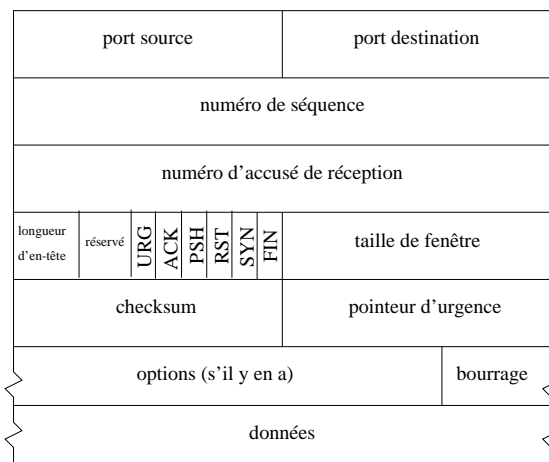 port source
port destination
numéro de séquence
numéro d'accusé de réception
longueur
d'en-tête
réservé
URG
ACK
PSH
RST
SYN
FIN
taille de fenêtre
checksum
pointeur d'urgence
options (s'il y en a)
bourrage
données